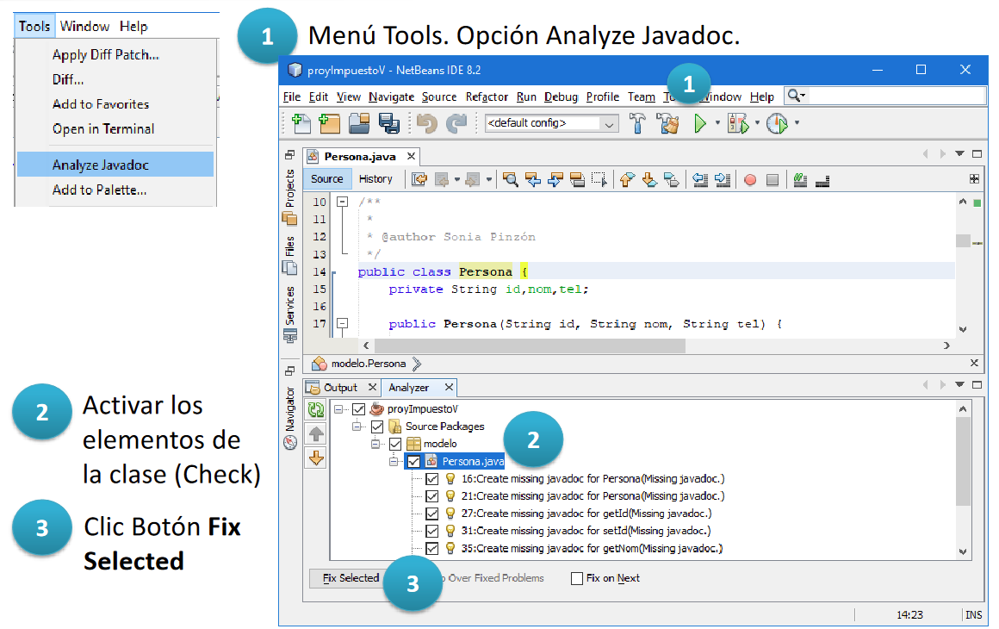 Tools Window Help
Apply Diff Patch...
Diff...
Add to Favorites
Open in Terminal
Analyze Javadoc
Add to Palette...
1 Menú Tools. Opción Analyze Javadoc.
proyImpuestoV - NetBeans IDE 8.2
1
File Edit View Navigate Source Refactor Run Debug Profile Team Window Help
<default config>
Persona.java
Source History
Projects
Files
Services
Navigator
10 /**
11 *
12 * @author Sonia Pinzón
13 */
14 public class Persona {
15 private String id,nom,tel;
16
17 public Persona(String id, String nom, String tel) {
modelo.Persona
Output Analyzer
proyImpuestoV
Source Packages
modelo
Persona.java
2
16:Create missing javadoc for Persona(Missing javadoc.)
21:Create missing javadoc for Persona(Missing javadoc.)
27:Create missing javadoc for getId(Missing javadoc.)
31:Create missing javadoc for setId(Missing javadoc.)
35:Create missing javadoc for getNom(Missing javadoc.)
Fix Selected
3
Over Fixed Problems
Fix on Next
14:23 INS
2 Activar los
elementos de
la clase (Check)
3 Clic Botón Fix
Selected